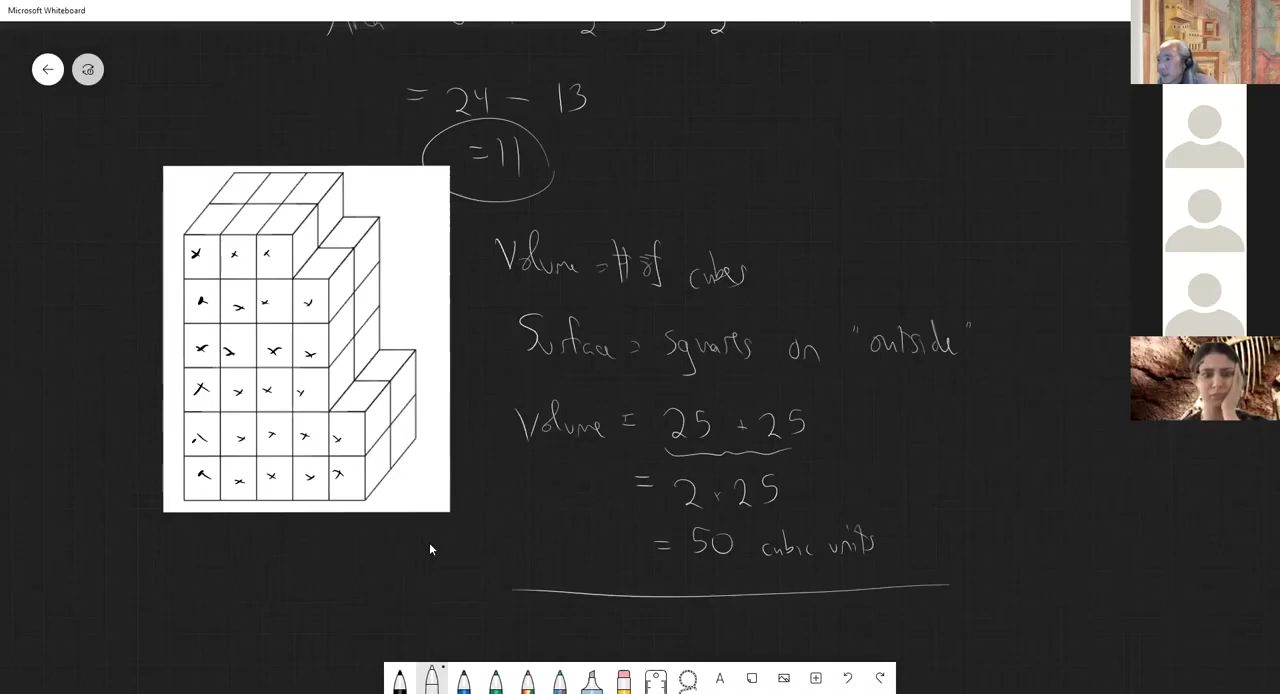 Microsoft Whiteboard
= 24 - 13
= 11
Volume = # of cubes
Surface = squares on "outside"
Volume = 25 + 25
= 2 · 25
= 50 cubic units
A